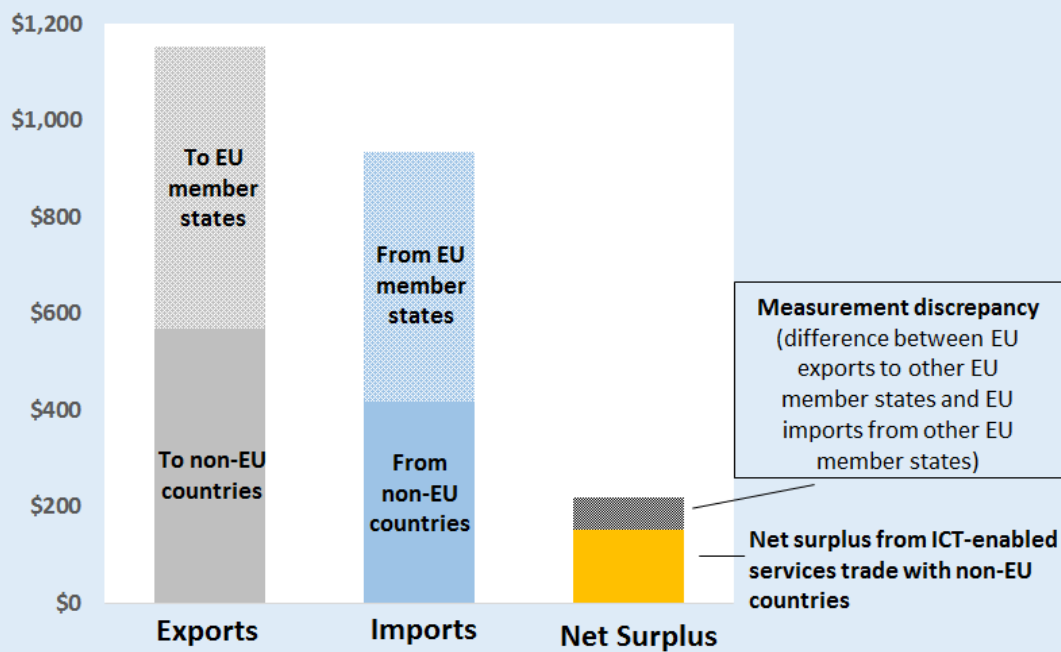 $1,200
$1,000
$800
$600
$400
$200
$0
To EU
member
states
To non-EU
countries
From EU
member
states
From
non-EU
countries
Measurement discrepancy
(difference between EU
exports to other EU
member states and EU
imports from other EU
member states)
Net surplus from ICT-enabled
services trade with non-EU
countries
Exports
Imports
Net Surplus